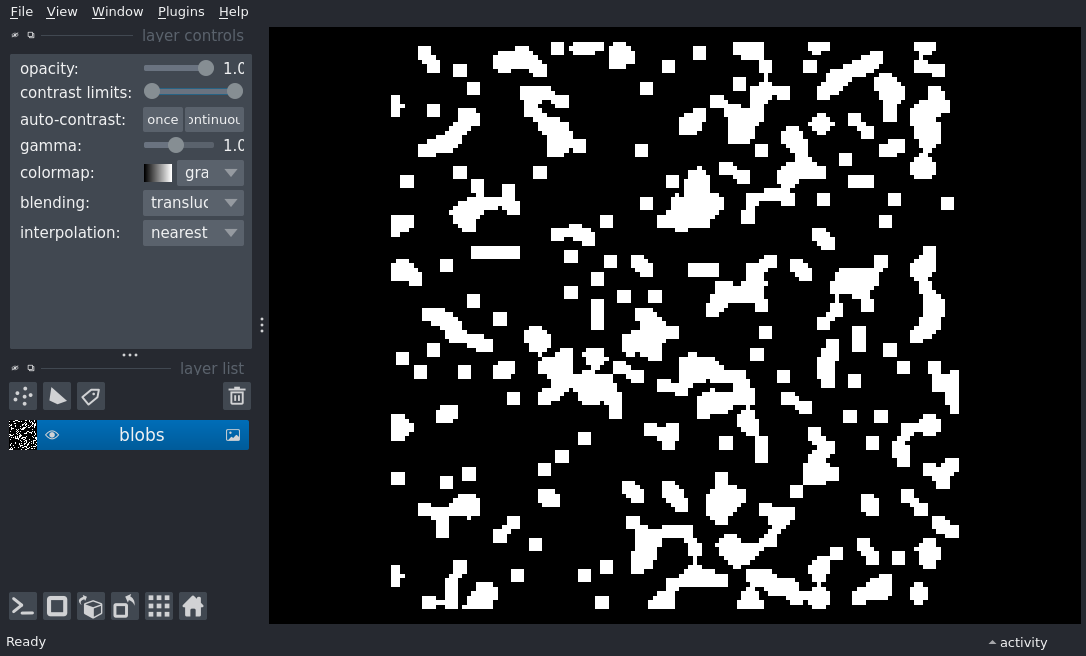 File View Window Plugins Help
layer controls
opacity: 1.0
contrast limits:
auto-contrast: once ontinuou
gamma: 1.0
colormap: gra
blending: transluc
interpolation: nearest
layer list
blobs
Ready
activity